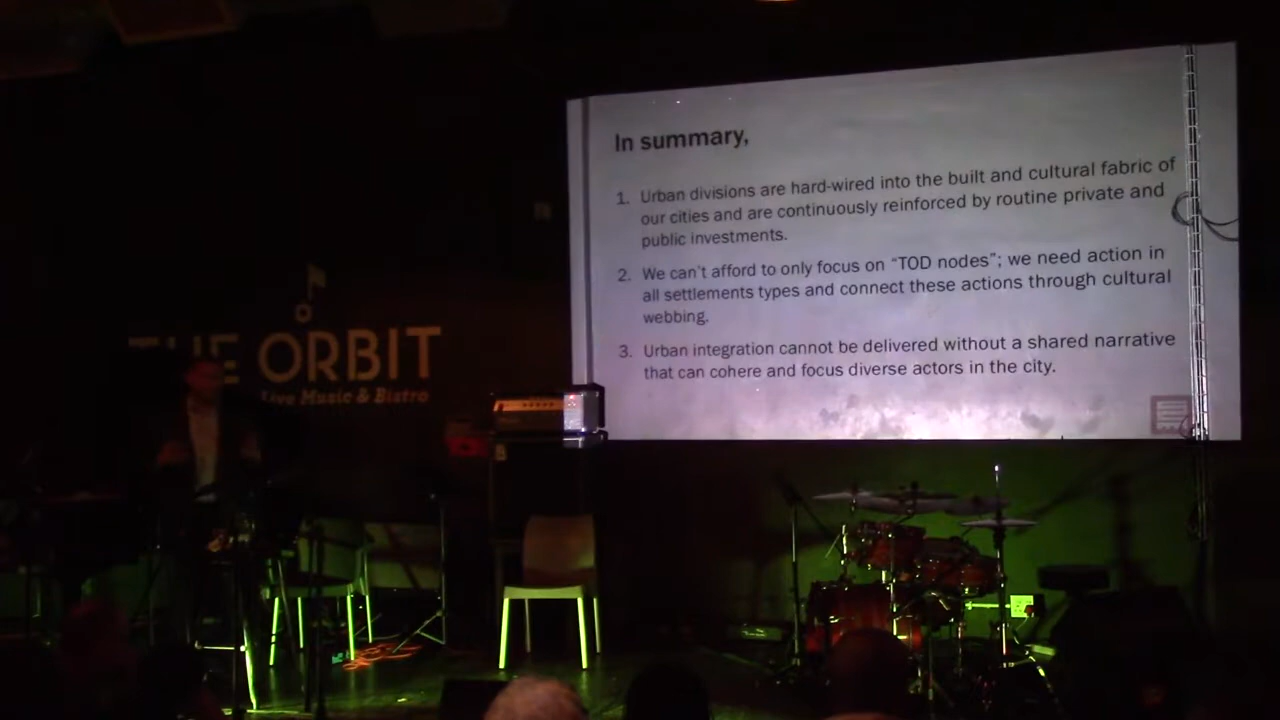 In summary,
1. Urban divisions are hard-wired into the built and cultural fabric of
our cities and are continuously reinforced by routine private and
public investments.
2. We can't afford to only focus on “TOD nodes”; we need action in
all settlements types and connect these actions through cultural
webbing.
3. Urban integration cannot be delivered without a shared narrative
that can cohere and focus diverse actors in the city.
THE ORBIT
Live Music & Bistro